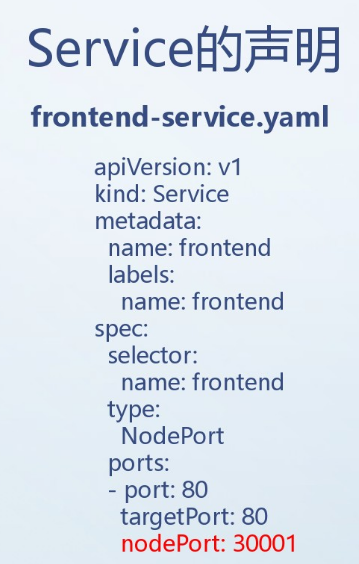 Service的声明
frontend-service.yaml
apiVersion: v1
kind: Service
metadata:
  name: frontend
  labels:
    name: frontend
spec:
  selector:
    name: frontend
  type:
    NodePort
  ports:
  - port: 80
    targetPort: 80
    nodePort: 30001